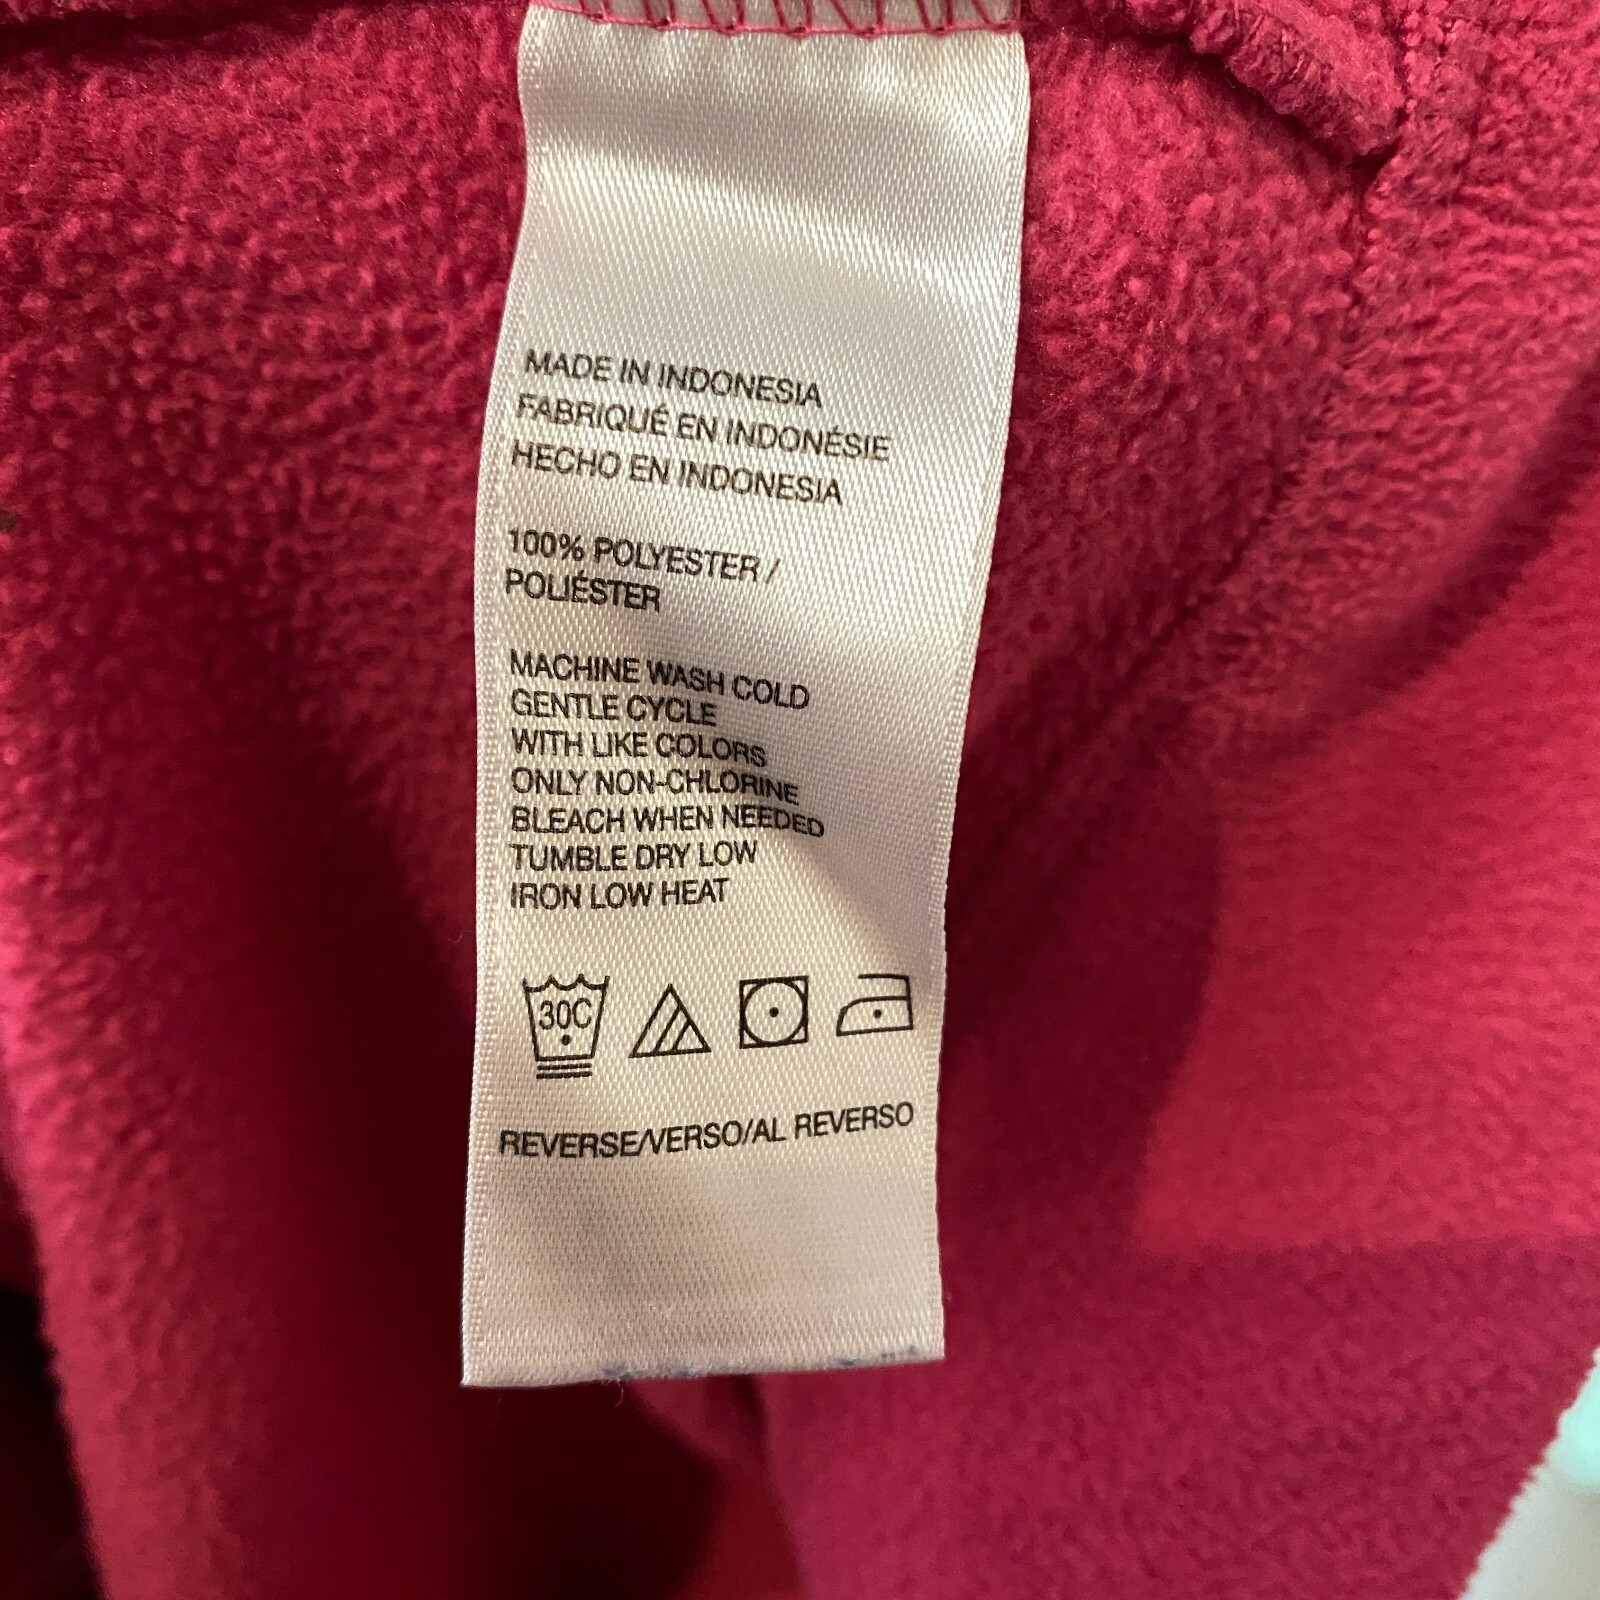 MADE IN INDONESIA
FABRIQUÉ EN INDONÉSIE
HECHO EN INDONESIA
100% POLYESTER /
POLIÉSTER
MACHINE WASH COLD
GENTLE CYCLE
WITH LIKE COLORS
ONLY NON-CHLORINE
BLEACH WHEN NEEDED
TUMBLE DRY LOW
IRON LOW HEAT
30C
REVERSE/VERSO/AL REVERSO